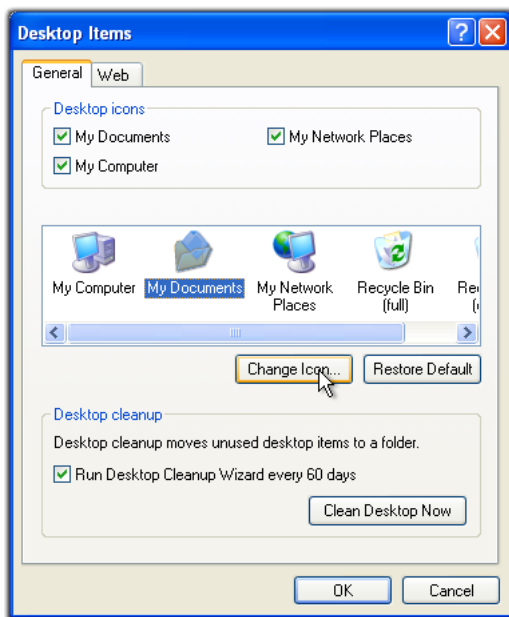 Desktop Items
General Web
Desktop icons
My Documents My Network Places
My Computer
My Computer My Documents My Network Places Recycle Bin (full)
Change Icon... Restore Default
Desktop cleanup
Desktop cleanup moves unused desktop items to a folder.
Run Desktop Cleanup Wizard every 60 days
Clean Desktop Now
OK Cancel